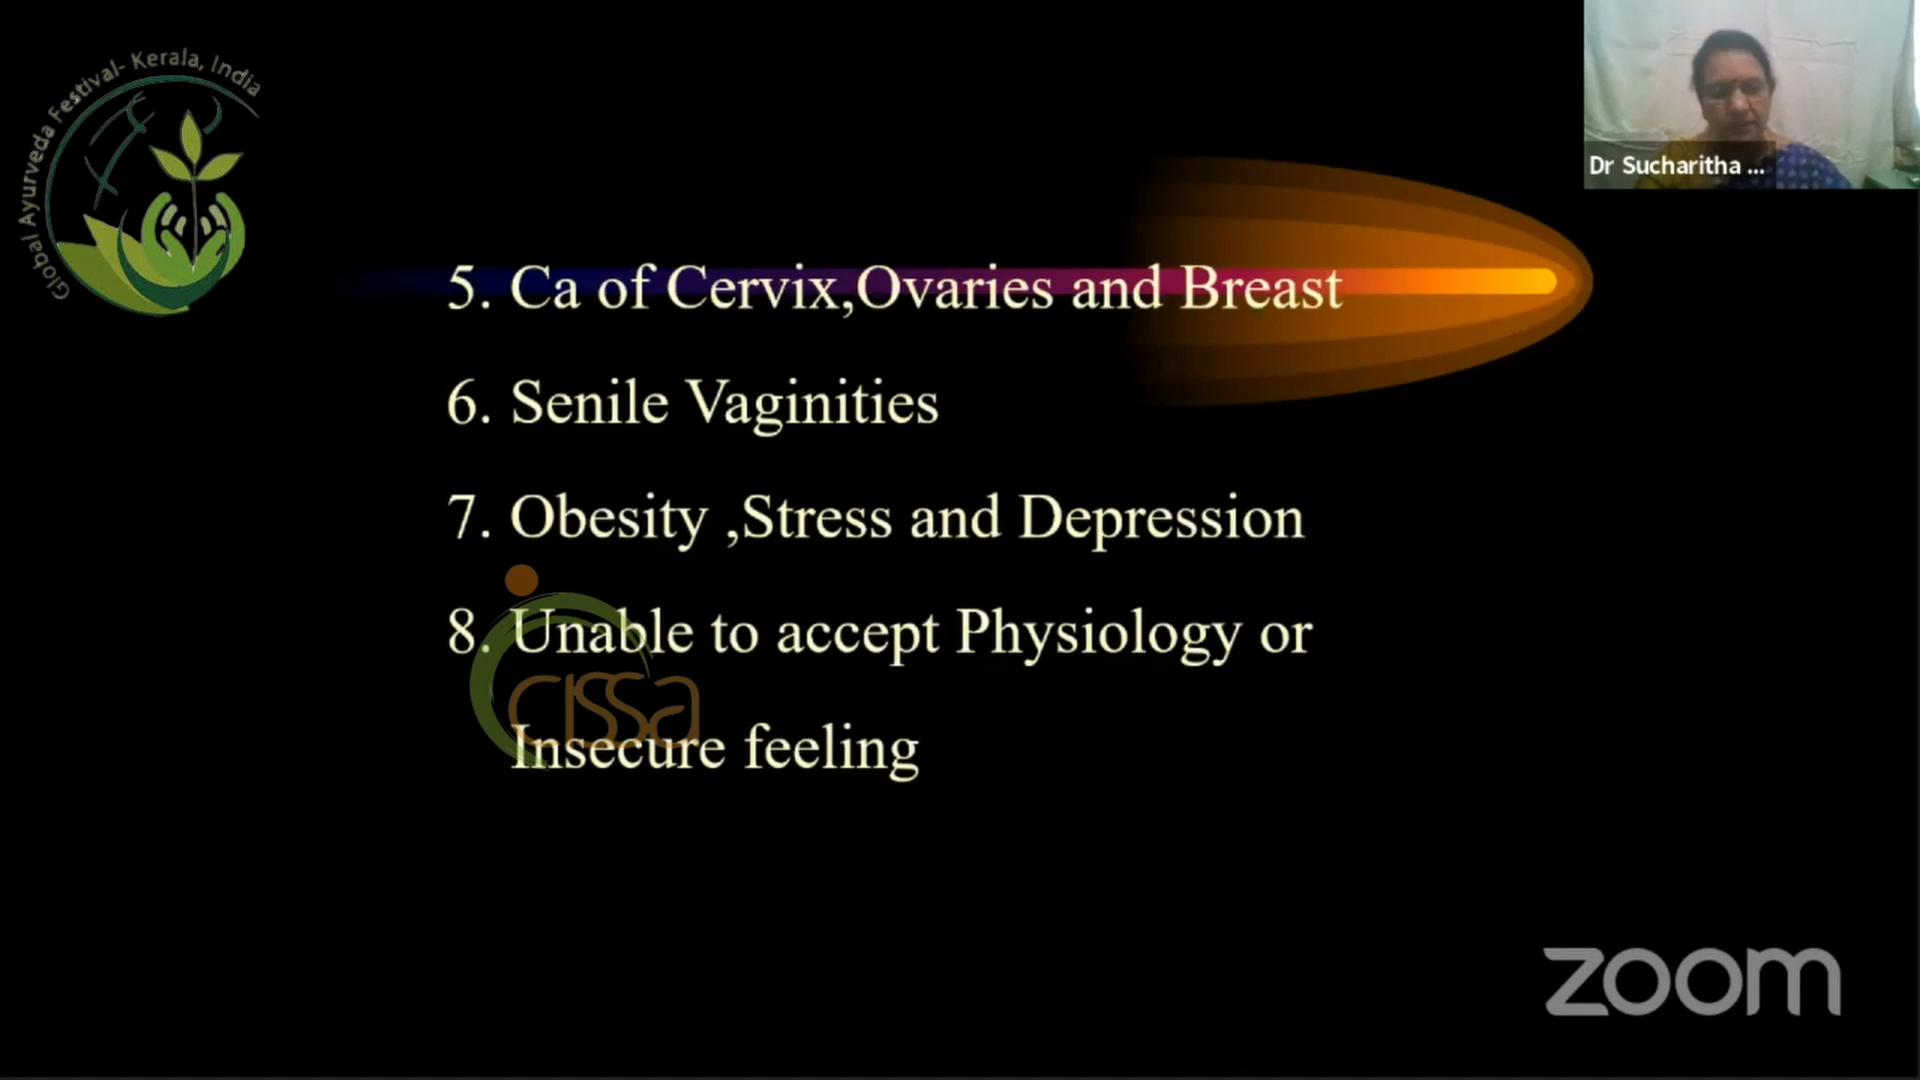 Global Ayurveda Festival- Kerala, India
Dr Sucharitha ...
5. Ca of Cervix,Ovaries and Breast
6. Senile Vaginities
7. Obesity ,Stress and Depression
8. Unable to accept Physiology or
Insecure feeling
cissa
zoom